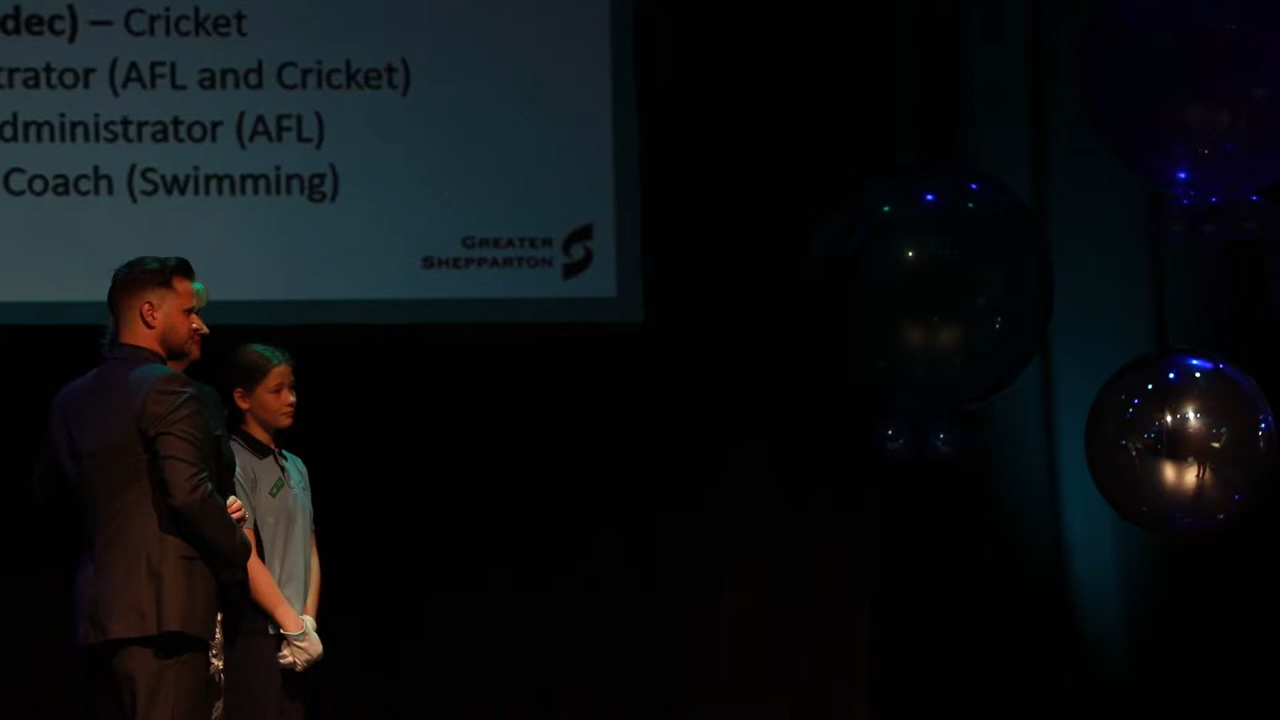 dec) – Cricket
trator (AFL and Cricket)
dministrator (AFL)
Coach (Swimming)
GREATER
SHEPPARTON